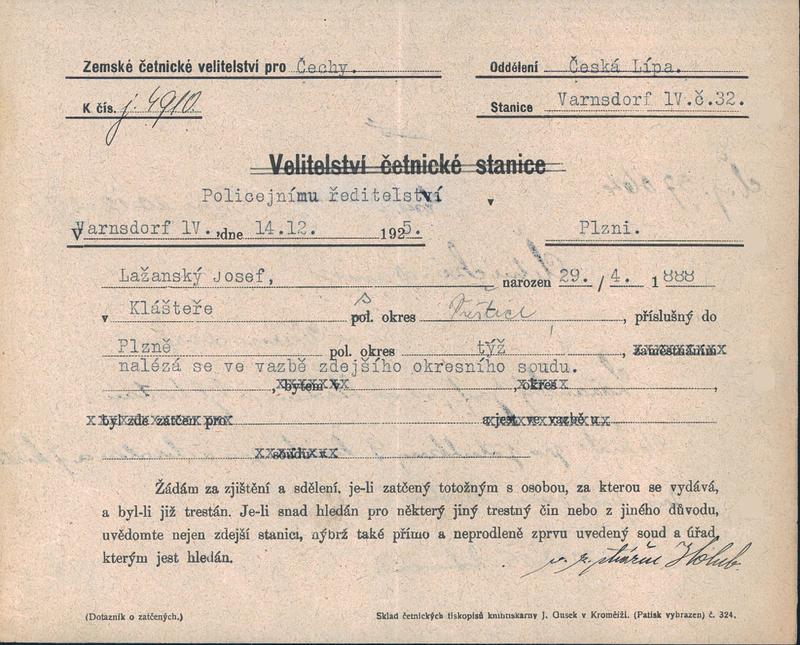 Zemské četnické velitelství pro Čechy.
Oddělení Česká Lípa.
K čís. j. 4910.
Stanice Varnsdorf 1V.č.32.
Velitelství četnické stanice
Policejnímu ředitelství
v
V Varnsdorf 1V. , dne 14.12. 1925. Plzni.
Lažanský Josef, narozen 29. / 4. 1888
v Klášteře pol. okres , příslušný do
Plzně pol. okres týž , zaměstnáním
nalézá se ve vazbě zdejšího okresního soudu.
, bytem v , okres ,
byl zde zatčen pro a jest ve vazbě u
soudu v
Žádám za zjištění a sdělení, je-li zatčený totožným s osobou, za kterou se vydává,
a byl-li již trestán. Je-li snad hledán pro některý jiný trestný čin nebo z jiného důvodu,
uvědomte nejen zdejší stanici, nýbrž také přímo a neprodleně zprvu uvedený soud a úřad,
kterým jest hledán.
Holub.
(Dotazník o zatčených.)
Sklad četnických tiskopisů knihtiskárny J. Gusek v Kroměříži. (Patisk vyhrazen) č. 324.